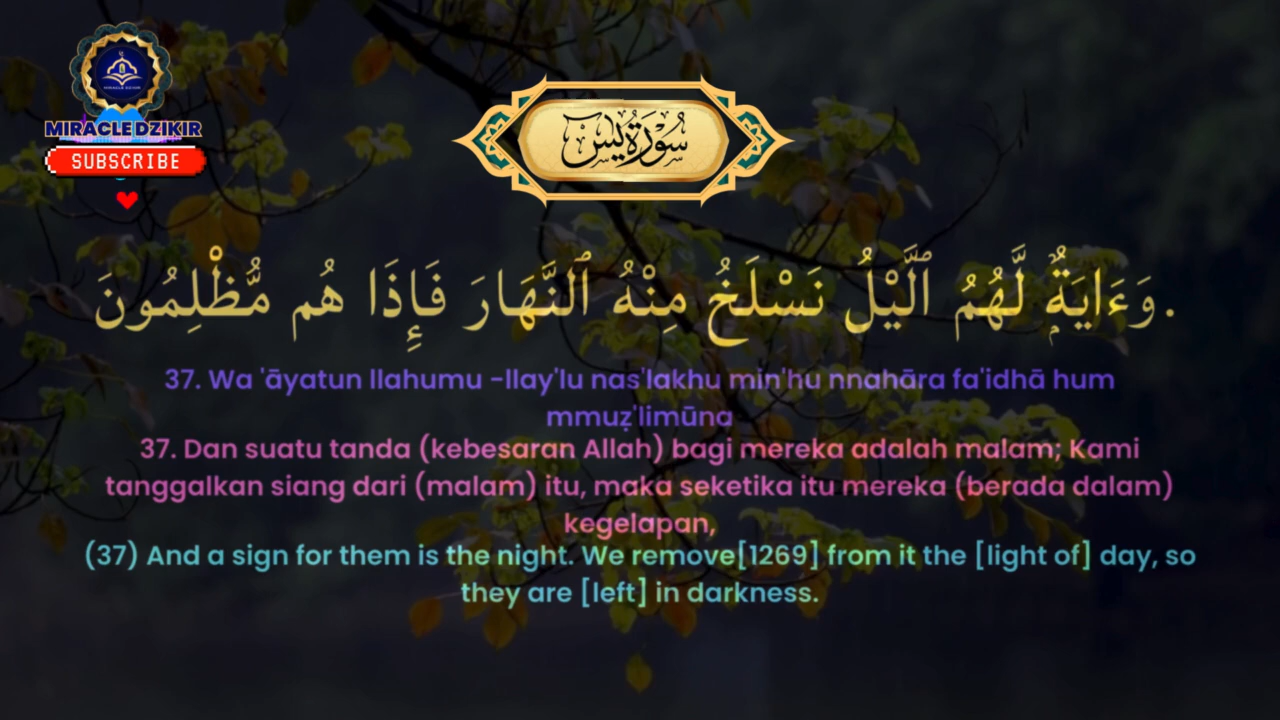 MIRACLE DZIKIR
MIRACLE DZIKIR
SUBSCRIBE
سُورَةُ يس
وَءَايَةٌ لَّهُمُ ٱلَّيْلُ نَسْلَخُ مِنْهُ ٱلنَّهَارَ فَإِذَا هُم مُّظْلِمُونَ.
37. Wa 'āyatun llahumu -llay'lu nas'lakhu min'hu nnahāra fa'idhā hum
mmuẓ'limūna
37. Dan suatu tanda (kebesaran Allah) bagi mereka adalah malam; Kami
tanggalkan siang dari (malam) itu, maka seketika itu mereka (berada dalam)
kegelapan,
(37) And a sign for them is the night. We remove[1269] from it the [light of] day, so
they are [left] in darkness.